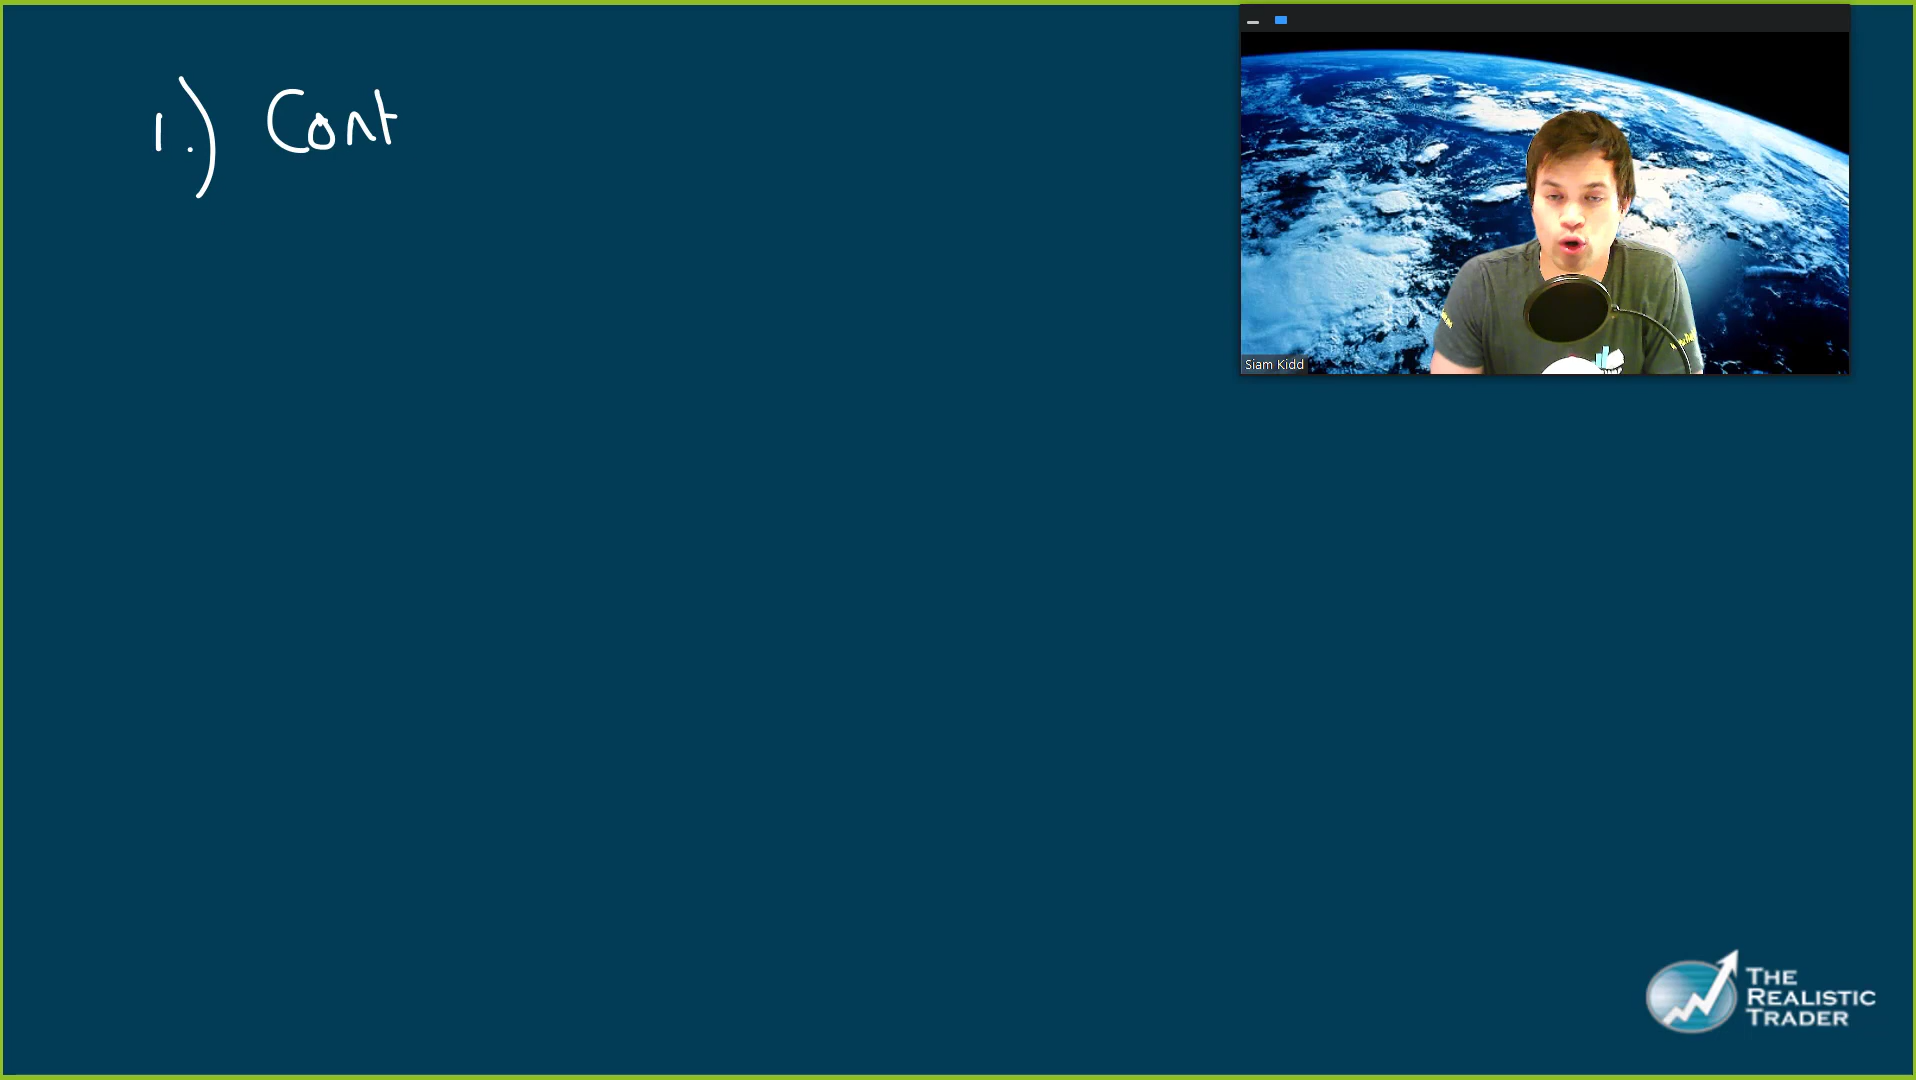 1.) Cont
Siam Kidd
THE
REALISTIC
TRADER